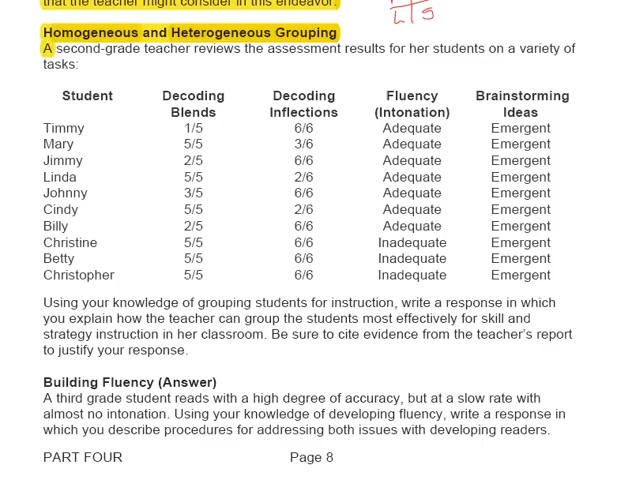 that the teacher might consider in this endeavor.
L S
Homogeneous and Heterogeneous Grouping
A second-grade teacher reviews the assessment results for her students on a variety of
tasks:
Student Decoding Decoding Fluency Brainstorming
Blends Inflections (Intonation) Ideas
Timmy 1/5 6/6 Adequate Emergent
Mary 5/5 3/6 Adequate Emergent
Jimmy 2/5 6/6 Adequate Emergent
Linda 5/5 2/6 Adequate Emergent
Johnny 3/5 6/6 Adequate Emergent
Cindy 5/5 2/6 Adequate Emergent
Billy 2/5 6/6 Adequate Emergent
Christine 5/5 6/6 Inadequate Emergent
Betty 5/5 6/6 Inadequate Emergent
Christopher 5/5 6/6 Inadequate Emergent
Using your knowledge of grouping students for instruction, write a response in which
you explain how the teacher can group the students most effectively for skill and
strategy instruction in her classroom. Be sure to cite evidence from the teacher's report
to justify your response.
Building Fluency (Answer)
A third grade student reads with a high degree of accuracy, but at a slow rate with
almost no intonation. Using your knowledge of developing fluency, write a response in
which you describe procedures for addressing both issues with developing readers.
PART FOUR Page 8